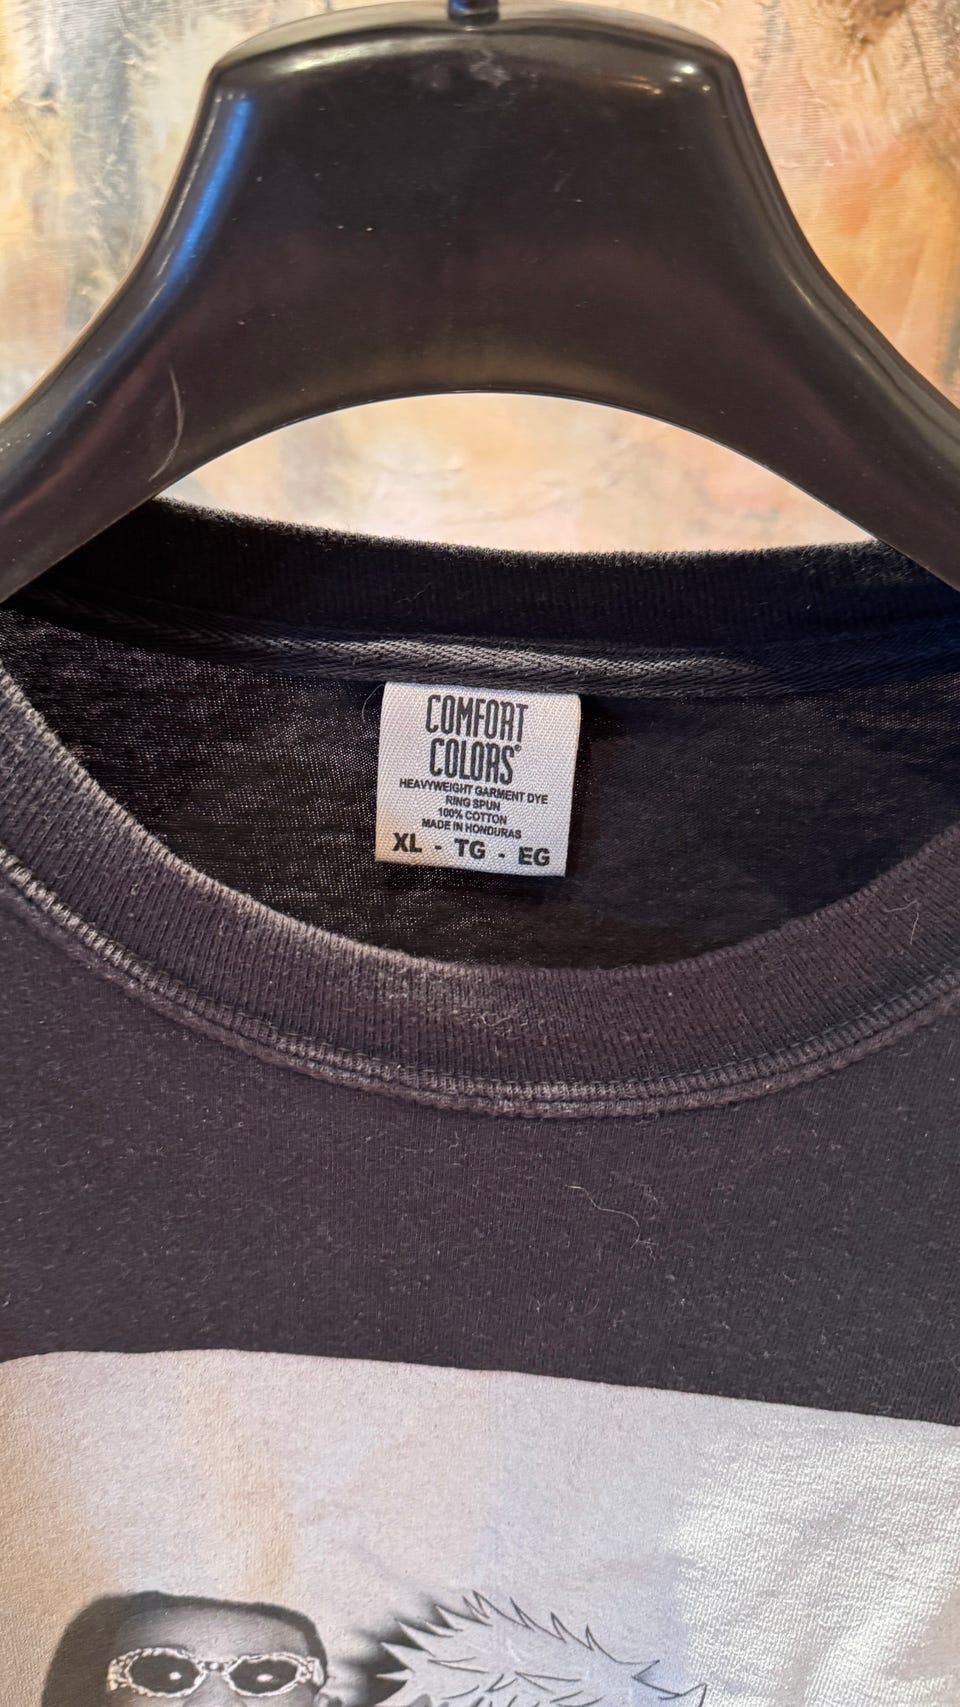 COMFORT
COLORS®
HEAVYWEIGHT GARMENT DYE
RING SPUN
100% COTTON
MADE IN HONDURAS
XL - TG - EG